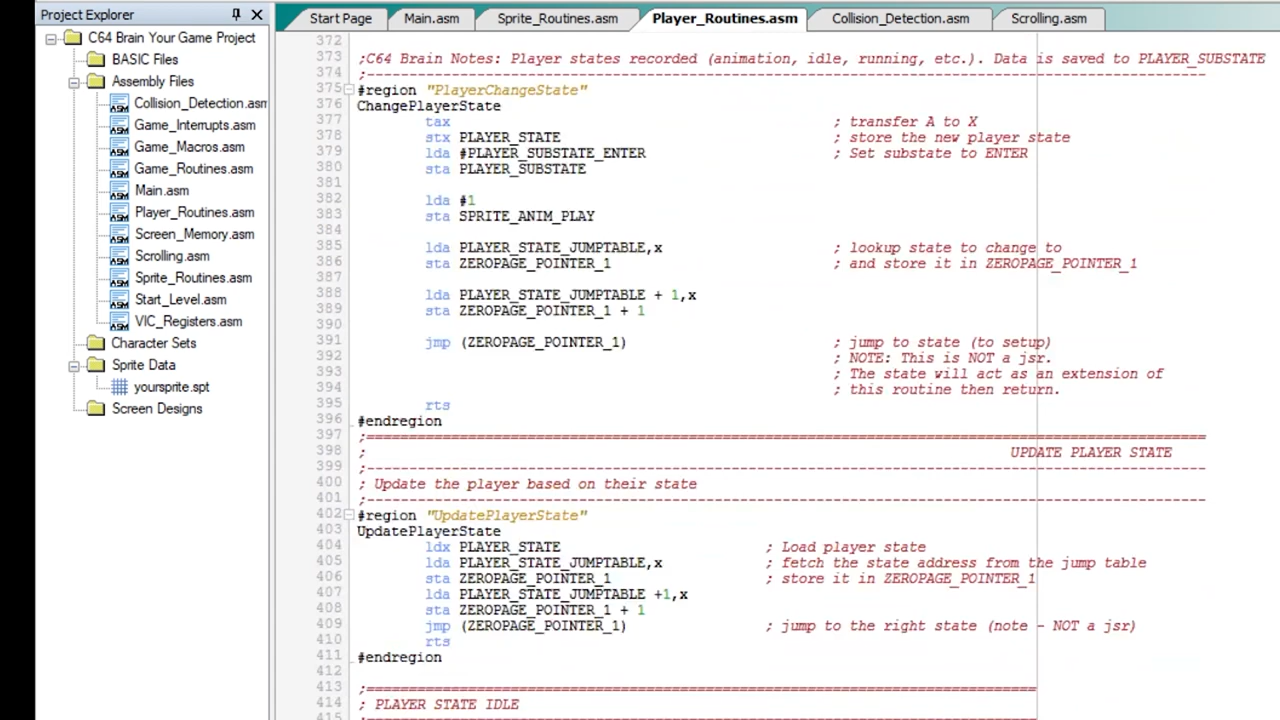 Project Explorer
C64 Brain Your Game Project
BASIC Files
Assembly Files
Collision_Detection.asm
Game_Interrupts.asm
Game_Macros.asm
Game_Routines.asm
Main.asm
Player_Routines.asm
Screen_Memory.asm
Scrolling.asm
Sprite_Routines.asm
Start_Level.asm
VIC_Registers.asm
Character Sets
Sprite Data
yoursprite.spt
Screen Designs
Start Page Main.asm Sprite_Routines.asm Player_Routines.asm Collision_Detection.asm Scrolling.asm
372
373 ;C64 Brain Notes: Player states recorded (animation, idle, running, etc.). Data is saved to PLAYER_SUBSTATE
374 ;-----------------------------------------------------------------
375 #region "PlayerChangeState"
376 ChangePlayerState
377 tax ; transfer A to X
378 stx PLAYER_STATE ; store the new player state
379 lda #PLAYER_SUBSTATE_ENTER ; Set substate to ENTER
380 sta PLAYER_SUBSTATE
381
382 lda #1
383 sta SPRITE_ANIM_PLAY
384
385 lda PLAYER_STATE_JUMPTABLE,x ; lookup state to change to
386 sta ZEROPAGE_POINTER_1 ; and store it in ZEROPAGE_POINTER_1
387
388 lda PLAYER_STATE_JUMPTABLE + 1,x
389 sta ZEROPAGE_POINTER_1 + 1
390
391 jmp (ZEROPAGE_POINTER_1) ; jump to state (to setup)
392 ; NOTE: This is NOT a jsr.
393 ; The state will act as an extension of
394 ; this routine then return.
395 rts
396 #endregion
397 ;=================================================================
398 ; UPDATE PLAYER STATE
399 ;-----------------------------------------------------------------
400 ; Update the player based on their state
401 ;-----------------------------------------------------------------
402 #region "UpdatePlayerState"
403 UpdatePlayerState
404 ldx PLAYER_STATE ; Load player state
405 lda PLAYER_STATE_JUMPTABLE,x ; fetch the state address from the jump table
406 sta ZEROPAGE_POINTER_1 ; store it in ZEROPAGE_POINTER_1
407 lda PLAYER_STATE_JUMPTABLE +1,x
408 sta ZEROPAGE_POINTER_1 + 1
409 jmp (ZEROPAGE_POINTER_1) ; jump to the right state (note - NOT a jsr)
410 rts
411 #endregion
412
413 ;=================================================================
414 ; PLAYER STATE IDLE
415 ;-----------------------------------------------------------------